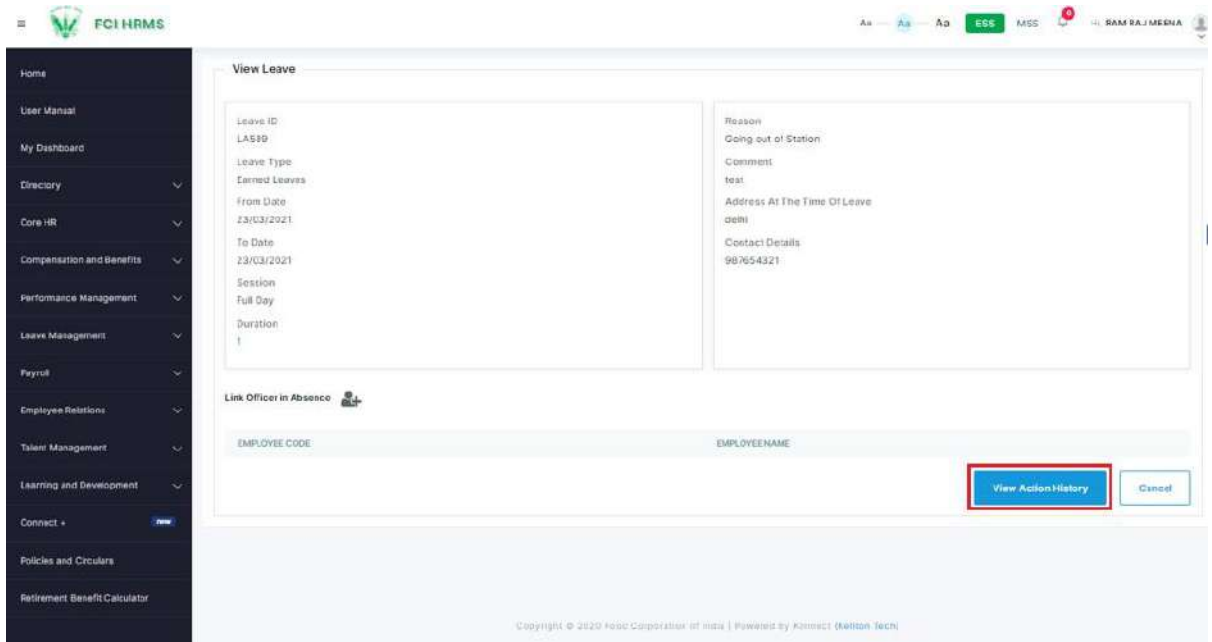 FCI HRMS
Aa Aa Aa ESS MSS Hi, RAM RAJ MEENA
Home
User Manual
My Dashboard
Directory
Core HR
Compensation and Benefits
Performance Management
Leave Management
Payroll
Employee Relations
Talent Management
Learning and Development
Connect + new
Policies and Circulars
Retirement Benefit Calculator
View Leave
Leave ID
Leave Type
Earned Leaves
From Date
23/03/2021
To Date
23/03/2021
Session
Full Day
Duration
1
Reason
Going out of Station
Comment
test
Address At The Time Of Leave
delhi
Contact Details
987654321
Link Officer in Absence
EMPLOYEE CODE EMPLOYEE NAME
View Action History Cancel
Copyright © 2020 Food Corporation of India | Powered by Konnect (Kellton Tech)